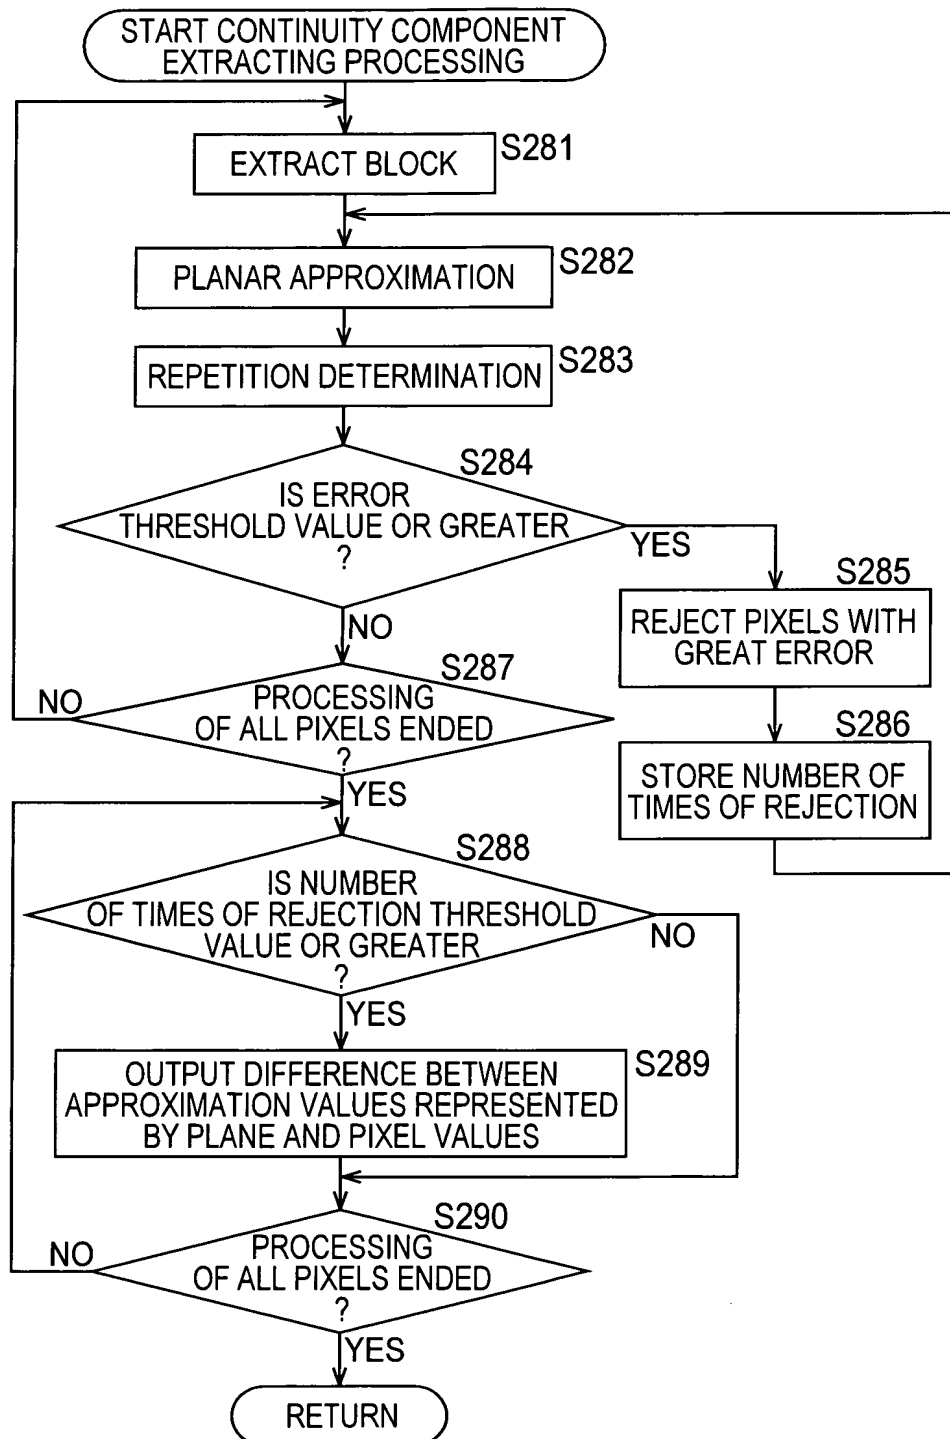 START CONTINUITY COMPONENT
EXTRACTING PROCESSING
EXTRACT BLOCK
S281
PLANAR APPROXIMATION
S282
REPETITION DETERMINATION
S283
S284
IS ERROR
THRESHOLD VALUE OR GREATER
?
YES
NO
S285
REJECT PIXELS WITH
GREAT ERROR
S286
STORE NUMBER OF
TIMES OF REJECTION
S287
PROCESSING
OF ALL PIXELS ENDED
?
NO
YES
S288
IS NUMBER
OF TIMES OF REJECTION THRESHOLD
VALUE OR GREATER
?
NO
YES
S289
OUTPUT DIFFERENCE BETWEEN
APPROXIMATION VALUES REPRESENTED
BY PLANE AND PIXEL VALUES
S290
PROCESSING
OF ALL PIXELS ENDED
?
NO
YES
RETURN